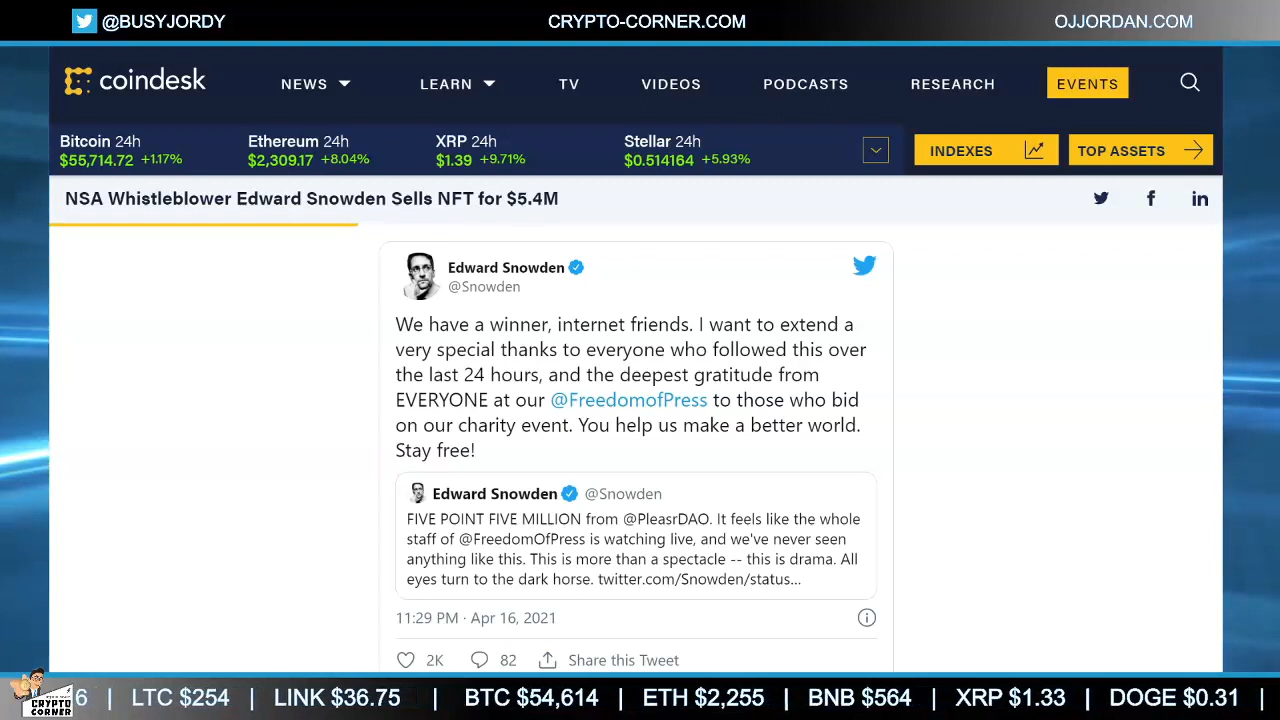 @BUSYJORDY CRYPTO-CORNER.COM OJJORDAN.COM
coindesk NEWS LEARN TV VIDEOS PODCASTS RESEARCH EVENTS
Bitcoin 24h Ethereum 24h XRP 24h Stellar 24h
$55,714.72 +1.17% $2,309.17 +8.04% $1.39 +9.71% $0.514164 +5.93%
INDEXES TOP ASSETS
NSA Whistleblower Edward Snowden Sells NFT for $5.4M
Edward Snowden
@Snowden
We have a winner, internet friends. I want to extend a
very special thanks to everyone who followed this over
the last 24 hours, and the deepest gratitude from
EVERYONE at our @FreedomofPress to those who bid
on our charity event. You help us make a better world.
Stay free!
Edward Snowden @Snowden
FIVE POINT FIVE MILLION from @PleasrDAO. It feels like the whole
staff of @FreedomOfPress is watching live, and we've never seen
anything like this. This is more than a spectacle -- this is drama. All
eyes turn to the dark horse. twitter.com/Snowden/status...
11:29 PM · Apr 16, 2021
2K 82 Share this Tweet
CRYPTO
CORNER
6 | LTC $254 | LINK $36.75 | BTC $54,614 | ETH $2,255 | BNB $564 | XRP $1.33 | DOGE $0.31 |